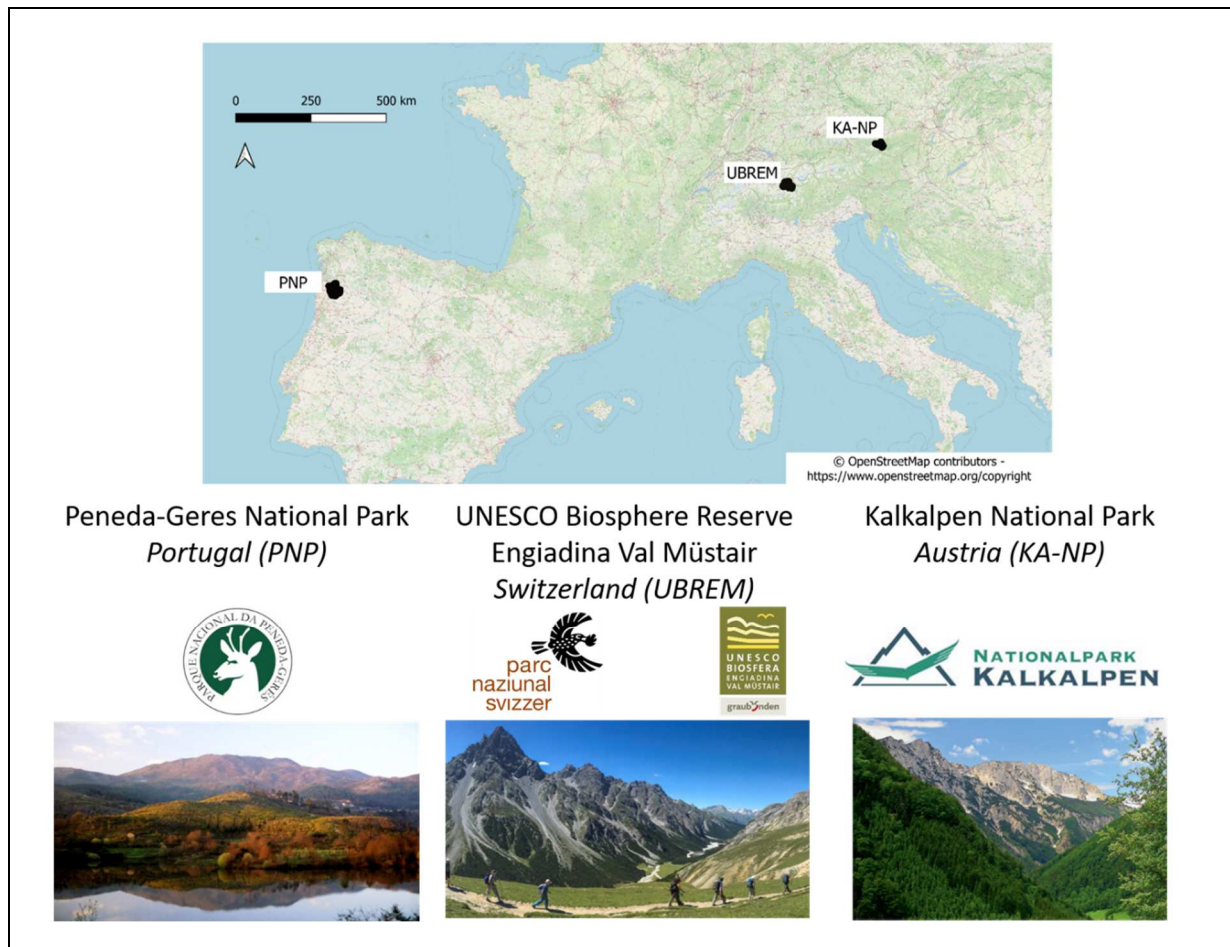 0 250 500 km
KA-NP
UBREM
PNP
© OpenStreetMap contributors -
https://www.openstreetmap.org/copyright
Peneda-Geres National Park
Portugal (PNP)
UNESCO Biosphere Reserve
Engiadina Val Müstair
Switzerland (UBREM)
Kalkalpen National Park
Austria (KA-NP)
PARQUE NACIONAL DA PENEDA-GERÊS
parc
naziunal
svizzer
UNESCO
BIOSFERA
ENGIADINA
VAL MÜSTAIR
graubünden
NATIONALPARK
KALKALPEN